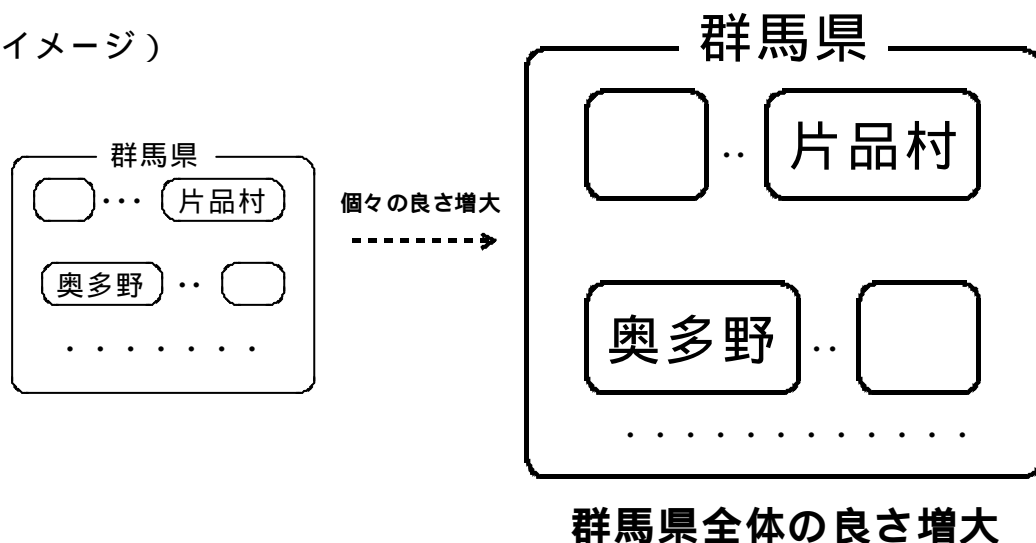 イメージ)
群馬県
・・・ 片品村
奥多野 ・・
・・・・・・・
個々の良さ増大
群馬県
・・ 片品村
奥多野 ・・
・・・・・・・・・・・・
群馬県全体の良さ増大